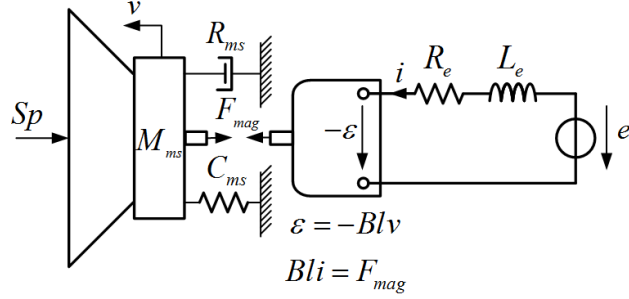 v
R_ms
F_mag
Sp
M_ms
C_ms
i
R_e
L_e
-ε
e
ε = -Blv
Bli = F_mag